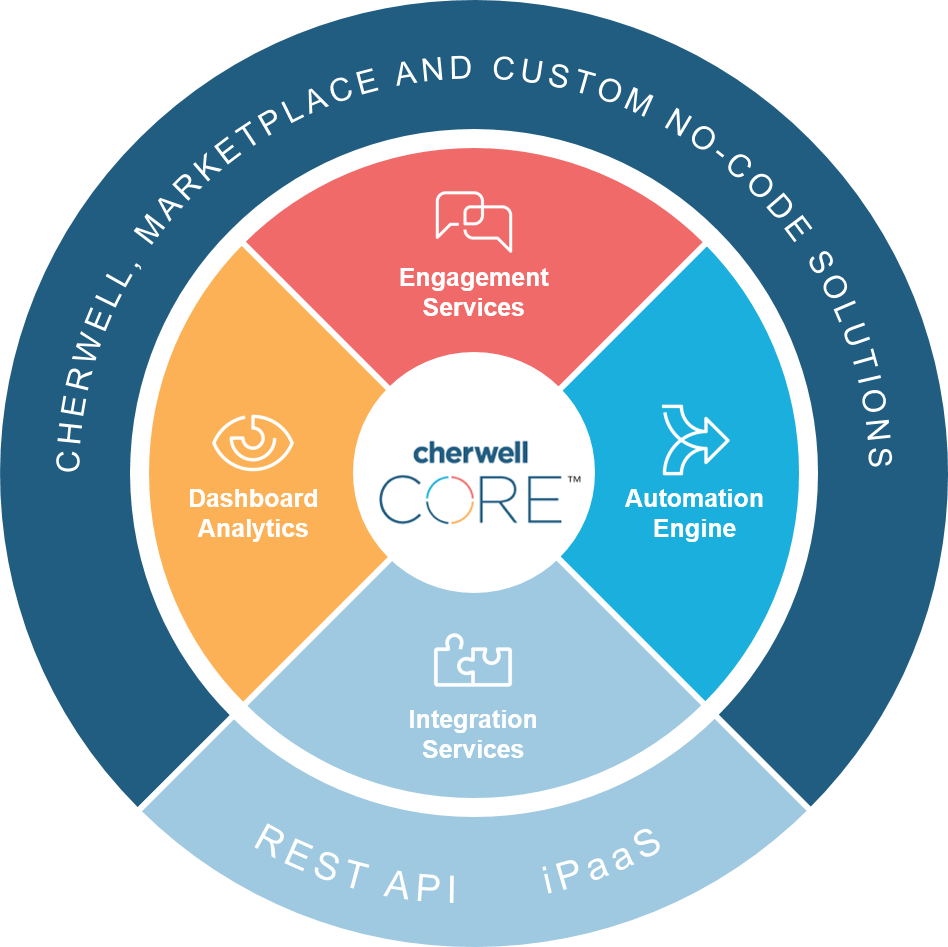 CHERWELL, MARKETPLACE AND CUSTOM NO-CODE SOLUTIONS
Engagement
Services
Dashboard
Analytics
cherwell
CORE™
Automation
Engine
Integration
Services
REST API
iPaaS